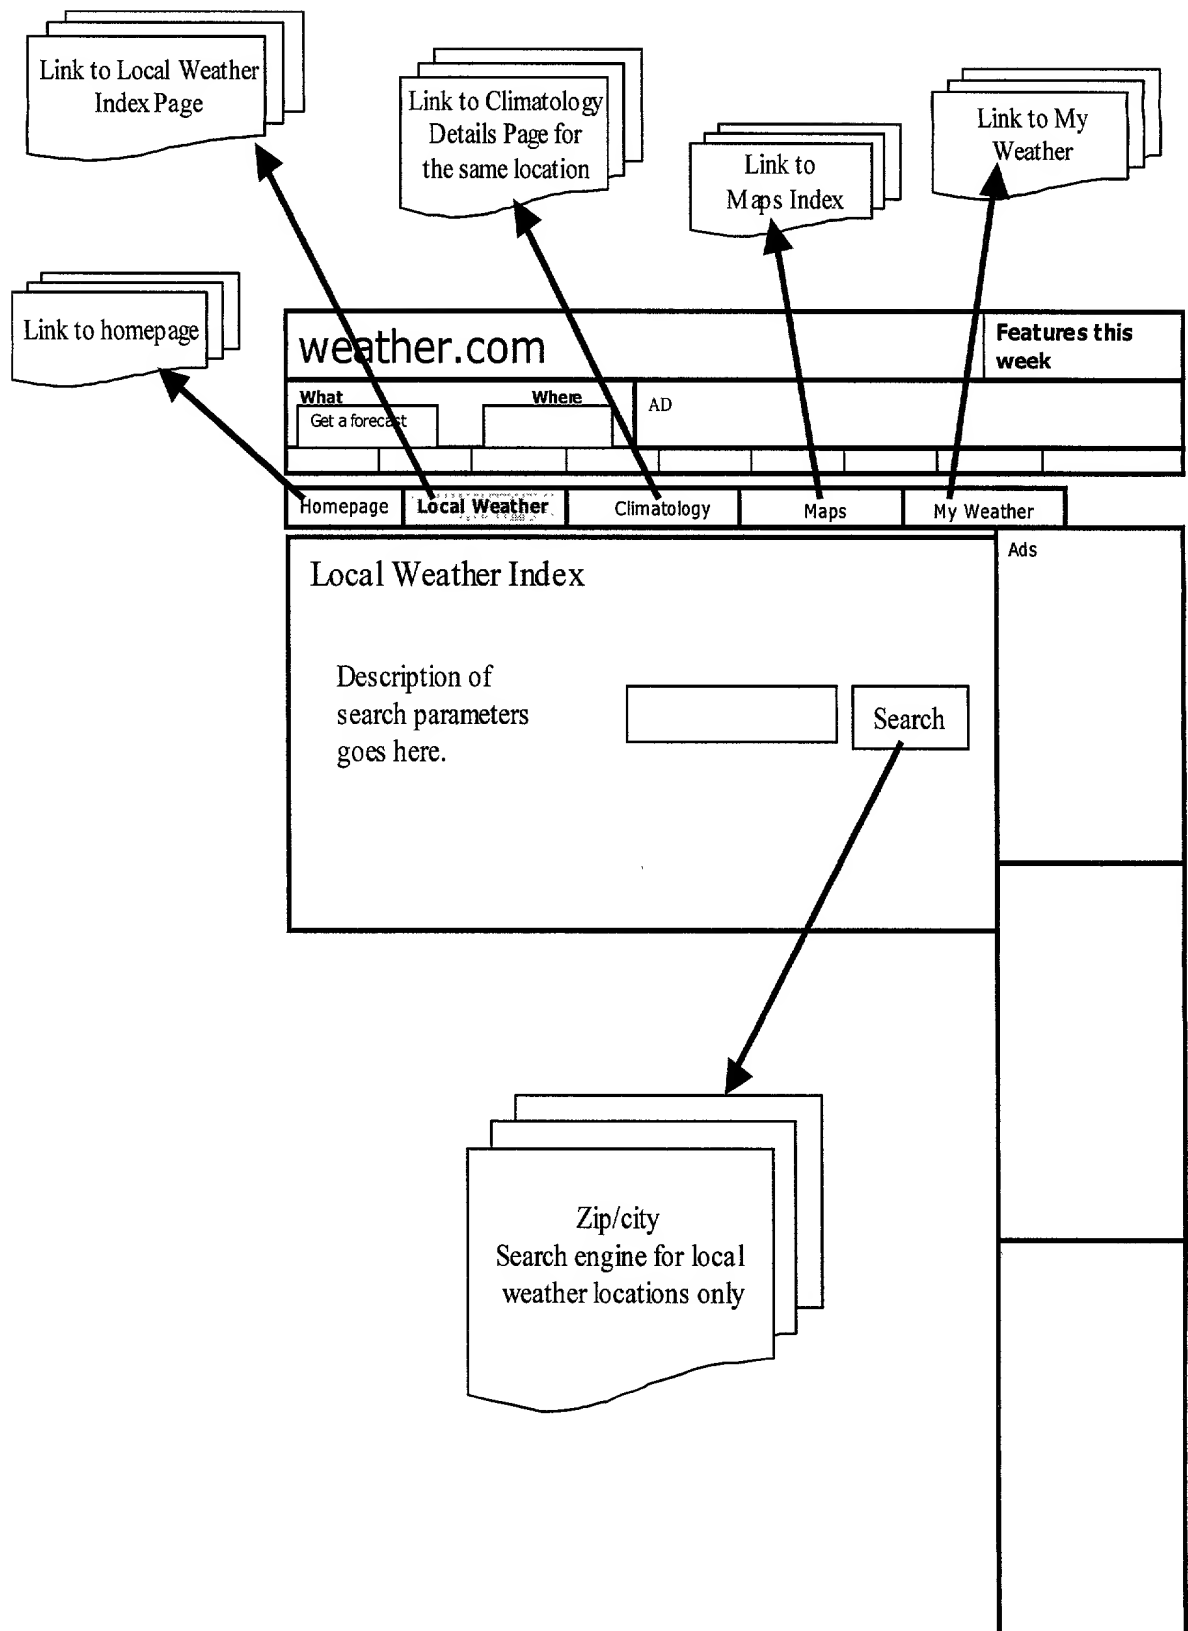 Link to Local Weather
Index Page
Link to Climatology
Details Page for
the same location
Link to
Maps Index
Link to My
Weather
Link to homepage
weather.com
Features this
week
What
Where
Get a forecast
AD
Homepage
Local Weather
Climatology
Maps
My Weather
Local Weather Index
Ads
Description of
search parameters
goes here.
Search
Zip/city
Search engine for local
weather locations only